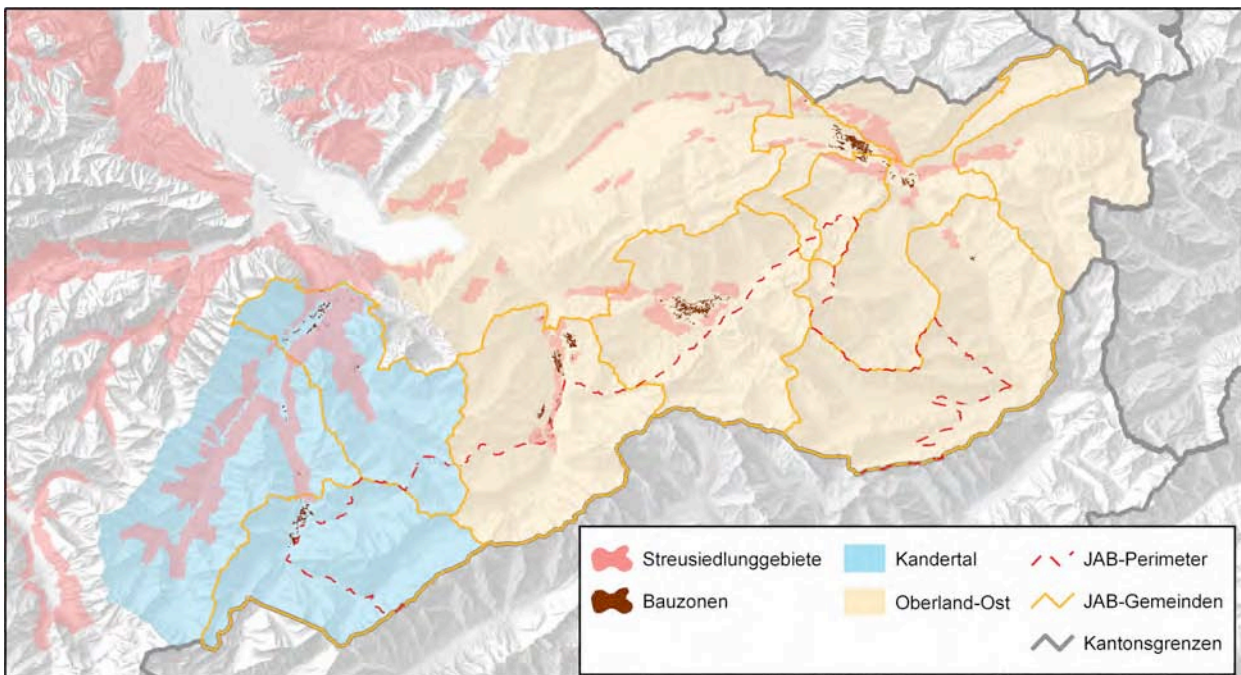 Streusiedlunggebiete
Kandertal
JAB-Perimeter
Bauzonen
Oberland-Ost
JAB-Gemeinden
Kantonsgrenzen